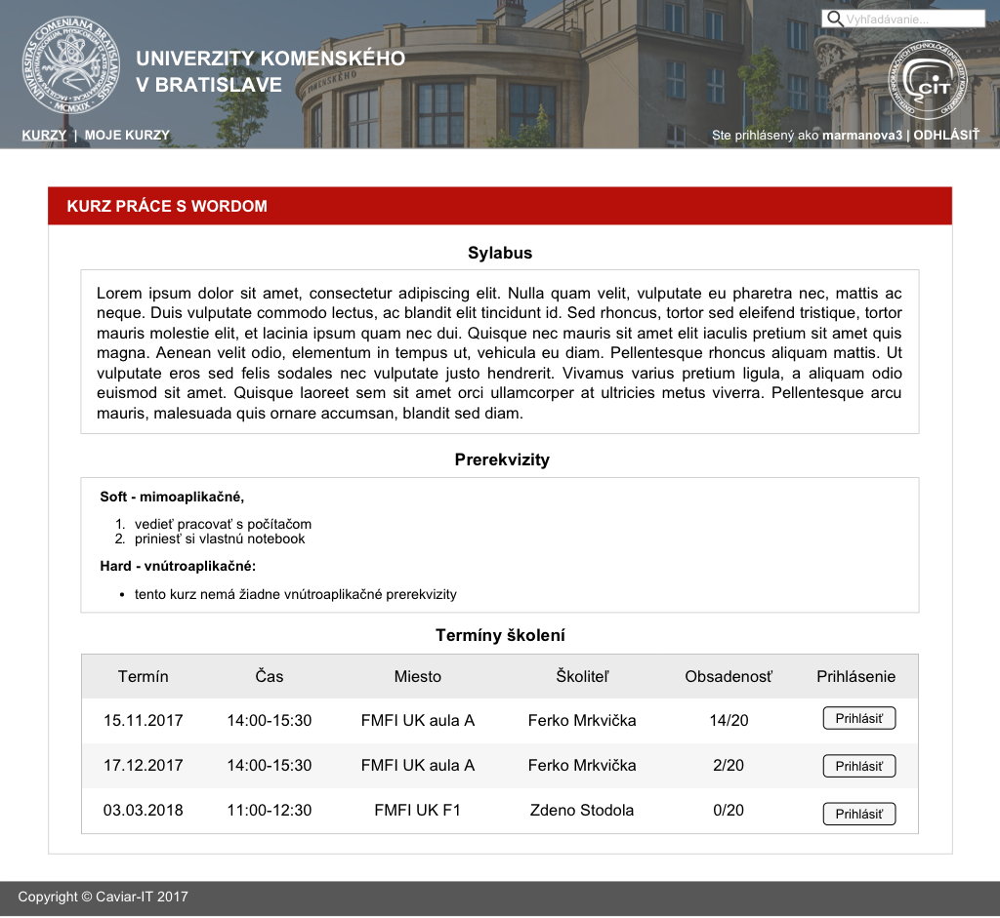 Vyhľadávanie...
UNIVERZITY KOMENSKÉHO
V BRATISLAVE
CIT
KURZY | MOJE KURZY
Ste prihlásený ako marmanova3 | ODHLÁSIŤ
KURZ PRÁCE S WORDOM
Sylabus
Lorem ipsum dolor sit amet, consectetur adipiscing elit. Nulla quam velit, vulputate eu pharetra nec, mattis ac
neque. Duis vulputate commodo lectus, ac blandit elit tincidunt id. Sed rhoncus, tortor sed eleifend tristique, tortor
mauris molestie elit, et lacinia ipsum quam nec dui. Quisque nec mauris sit amet elit iaculis pretium sit amet quis
magna. Aenean velit odio, elementum in tempus ut, vehicula eu diam. Pellentesque rhoncus aliquam mattis. Ut
vulputate eros sed felis sodales nec vulputate justo hendrerit. Vivamus varius pretium ligula, a aliquam odio
euismod sit amet. Quisque laoreet sem sit amet orci ullamcorper at ultricies metus viverra. Pellentesque arcu
mauris, malesuada quis ornare accumsan, blandit sed diam.
Prerekvizity
Soft - mimoaplikačné,
1. vedieť pracovať s počítačom
2. priniesť si vlastnú notebook
Hard - vnútroaplikačné:
• tento kurz nemá žiadne vnútroaplikačné prerekvizity
Termíny školení
Termín Čas Miesto Školiteľ Obsadenosť Prihlásenie
15.11.2017 14:00-15:30 FMFI UK aula A Ferko Mrkvička 14/20 Prihlásiť
17.12.2017 14:00-15:30 FMFI UK aula A Ferko Mrkvička 2/20 Prihlásiť
03.03.2018 11:00-12:30 FMFI UK F1 Zdeno Stodola 0/20 Prihlásiť
Copyright © Caviar-IT 2017